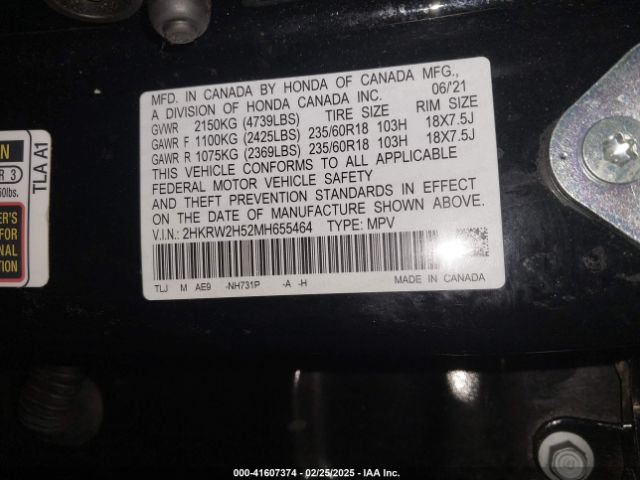 MFD. IN CANADA BY HONDA OF CANADA MFG.,
A DIVISION OF HONDA CANADA INC. 06/'21
GVWR 2150KG (4739LBS) TIRE SIZE RIM SIZE
GAWR F 1100KG (2425LBS) 235/60R18 103H 18X7.5J
GAWR R 1075KG (2369LBS) 235/60R18 103H 18X7.5J
THIS VEHICLE CONFORMS TO ALL APPLICABLE
FEDERAL MOTOR VEHICLE SAFETY
AND THEFT PREVENTION STANDARDS IN EFFECT
ON THE DATE OF MANUFACTURE SHOWN ABOVE.
V.I.N.: 2HKRW2H52MH655464 TYPE: MPV
TLJ M AE9 -NH731P -A -H MADE IN CANADA
TLA A1
R 3
FOR
000-41607374 - 02/25/2025 - IAA Inc.